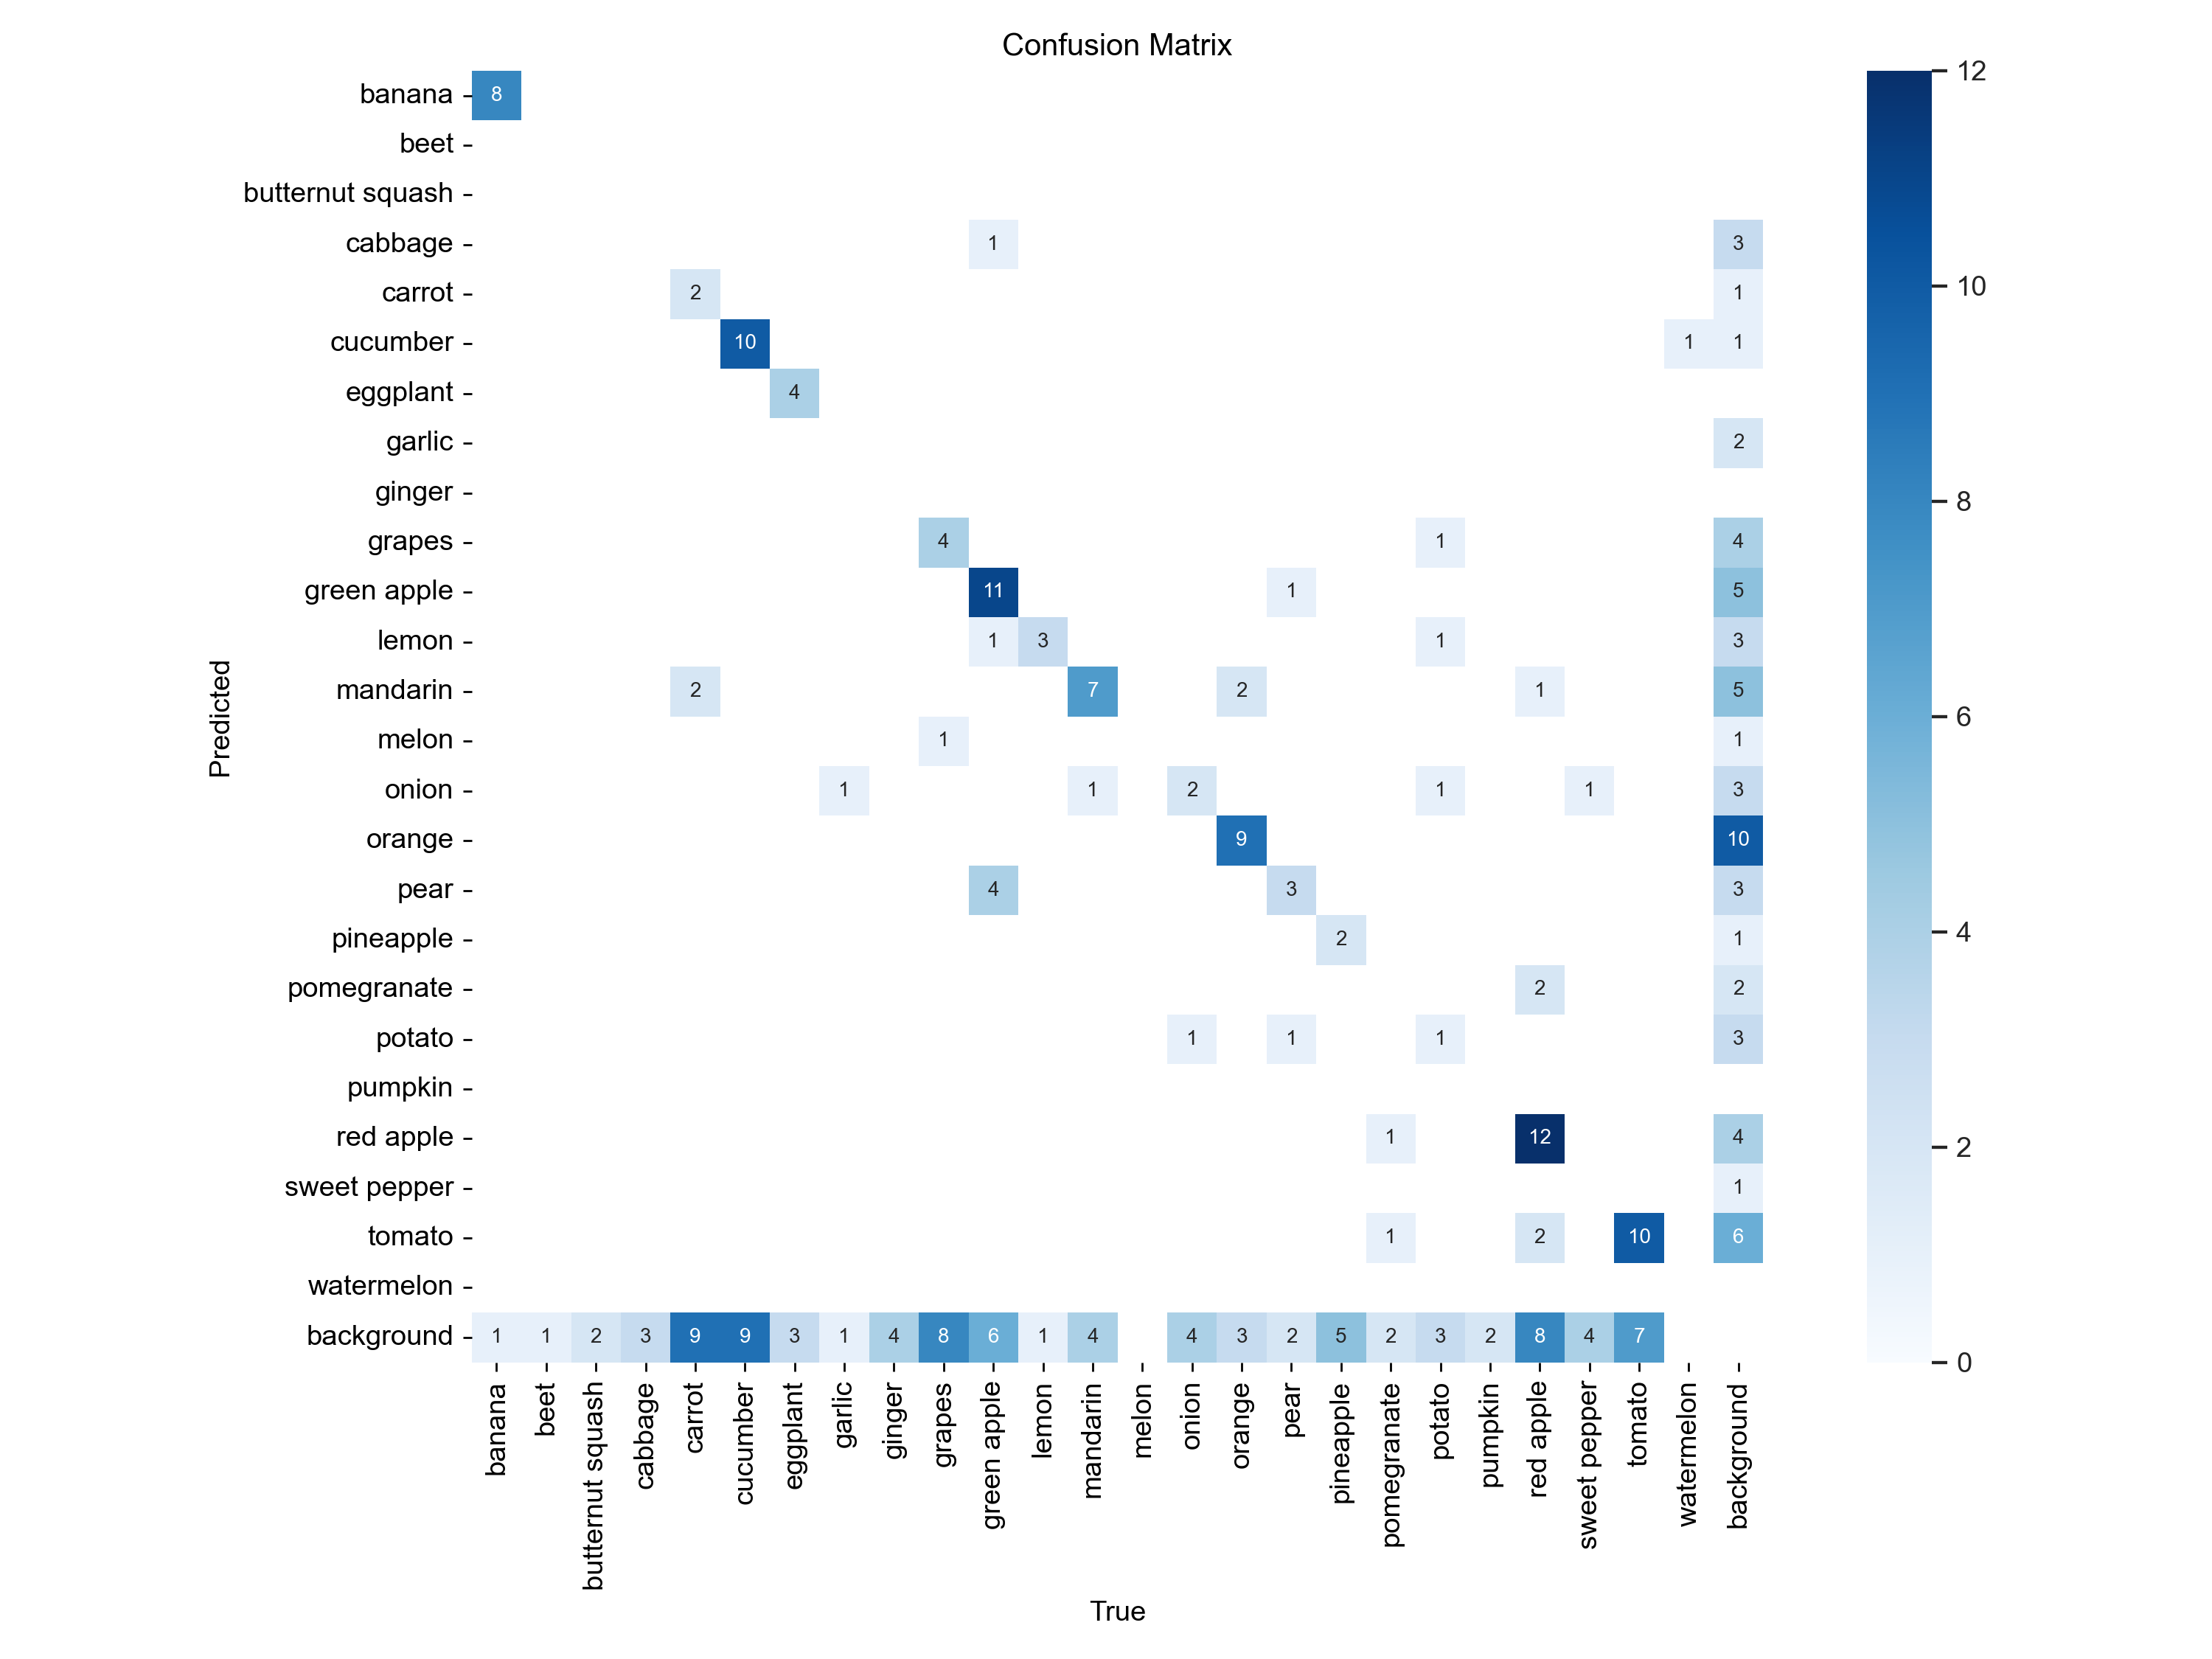 Confusion Matrix
banana 8
beet
butternut squash
cabbage 1 3
carrot 2 1
cucumber 10 1 1
eggplant 4
garlic 2
ginger
grapes 4 1 4
green apple 11 1 5
lemon 1 3 1 3
mandarin 2 7 2 1 5
melon 1 1
onion 1 1 2 1 1 3
orange 9 10
pear 4 3 3
pineapple 2 1
pomegranate 2 2
potato 1 1 1 3
pumpkin
red apple 1 12 4
sweet pepper 1
tomato 1 2 10 6
watermelon
background 1 1 2 3 9 9 3 1 4 8 6 1 4 4 3 2 5 2 3 2 8 4 7
Predicted
banana
beet
butternut squash
cabbage
carrot
cucumber
eggplant
garlic
ginger
grapes
green apple
lemon
mandarin
melon
onion
orange
pear
pineapple
pomegranate
potato
pumpkin
red apple
sweet pepper
tomato
watermelon
background
True
12
10
8
6
4
2
0